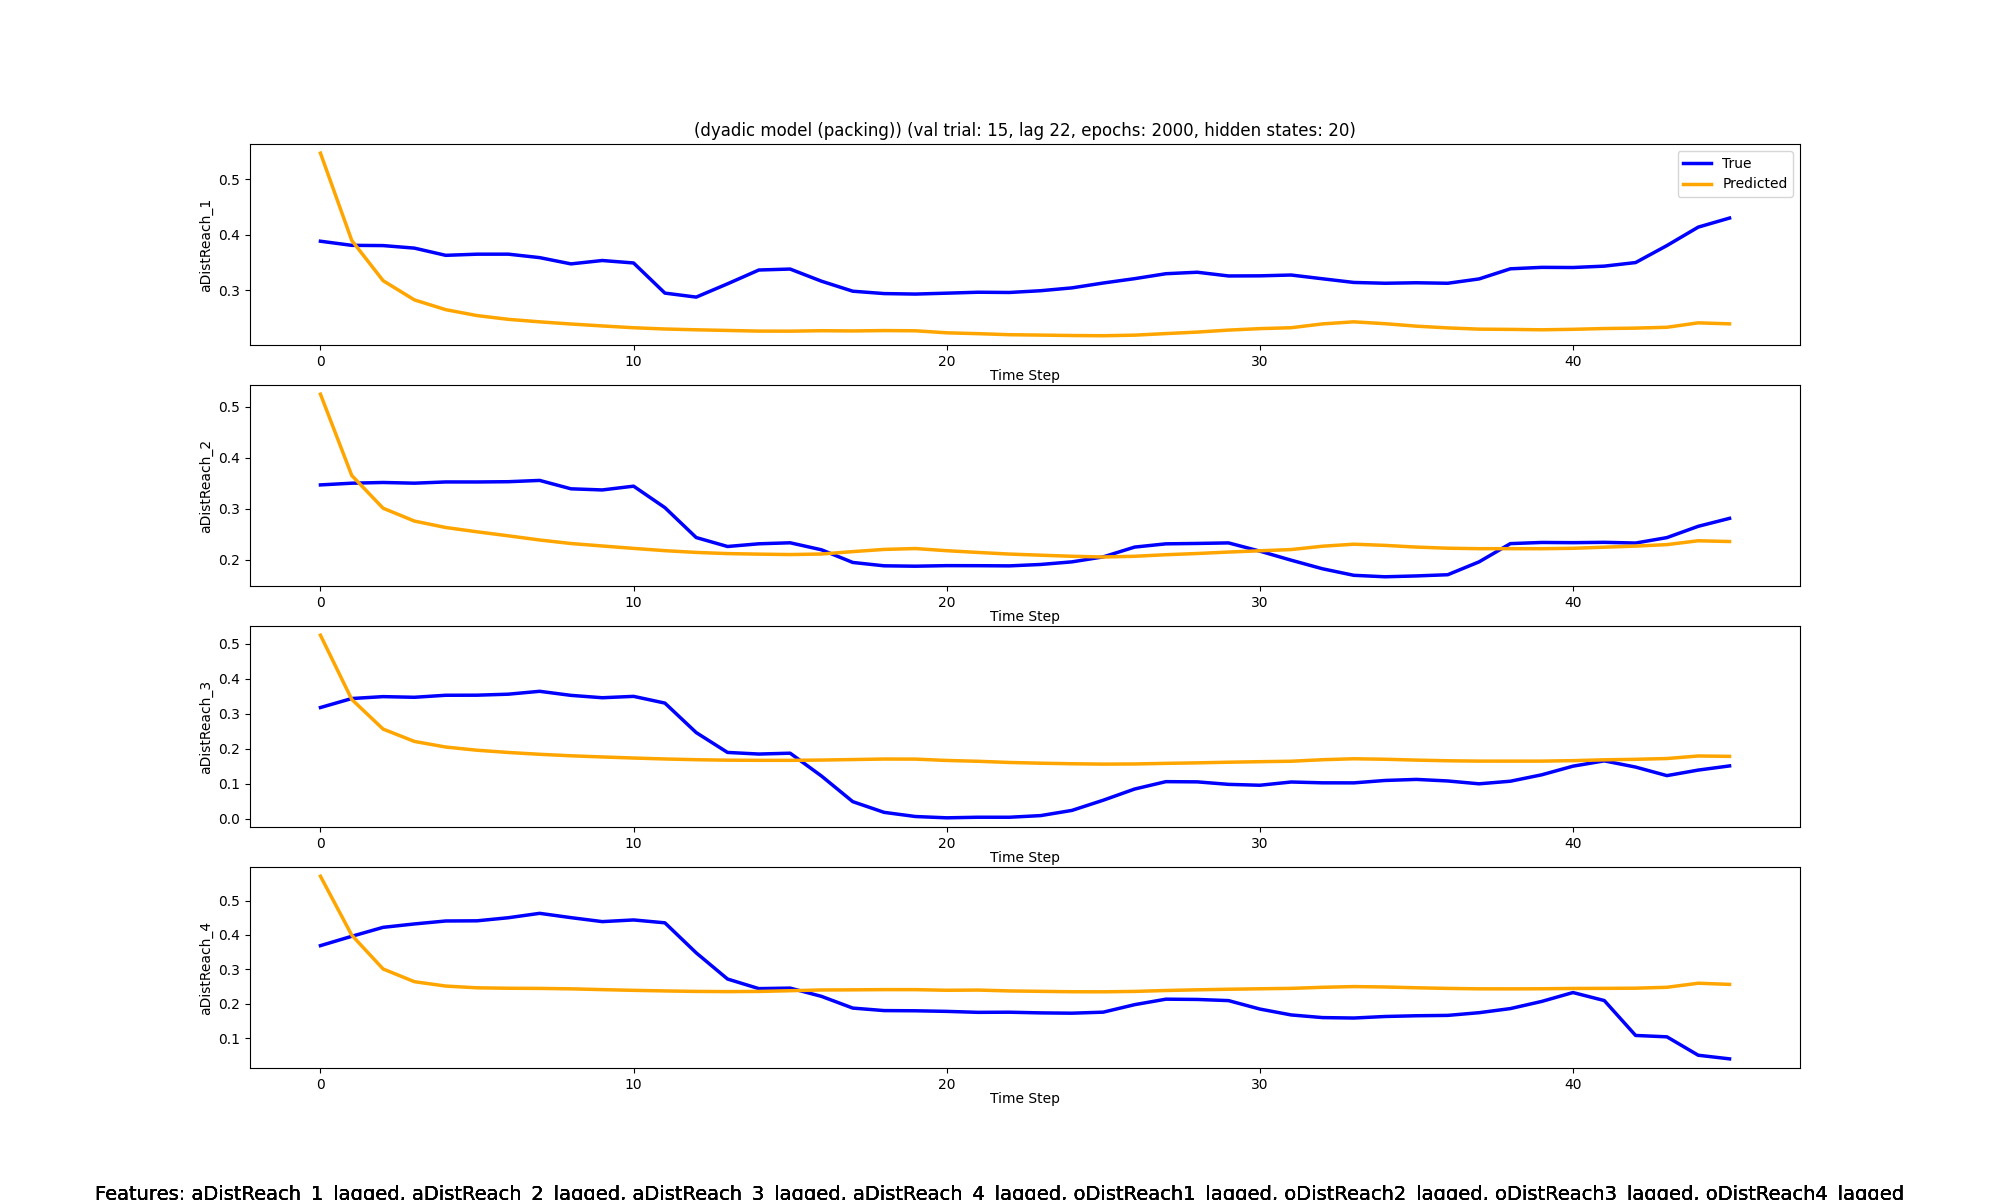 (dyadic model (packing)) (val trial: 15, lag 22, epochs: 2000, hidden states: 20)
True
Predicted
aDistReach_1
0.5
0.4
0.3
0 10 20 30 40
Time Step
aDistReach_2
0.5
0.4
0.3
0.2
0 10 20 30 40
Time Step
aDistReach_3
0.5
0.4
0.3
0.2
0.1
0.0
0 10 20 30 40
Time Step
aDistReach_4
0.5
0.4
0.3
0.2
0.1
0 10 20 30 40
Time Step
Features: aDistReach_1_lagged, aDistReach_2_lagged, aDistReach_3_lagged, aDistReach_4_lagged, oDistReach1_lagged, oDistReach2_lagged, oDistReach3_lagged, oDistReach4_lagged